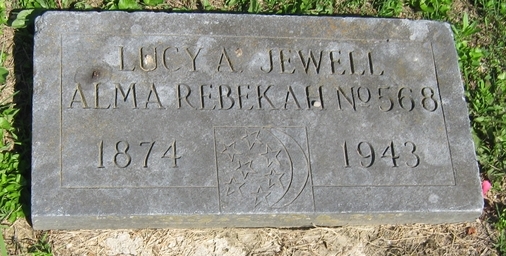 LUCY A. JEWELL
ALMA REBEKAH No 568
1874 1943